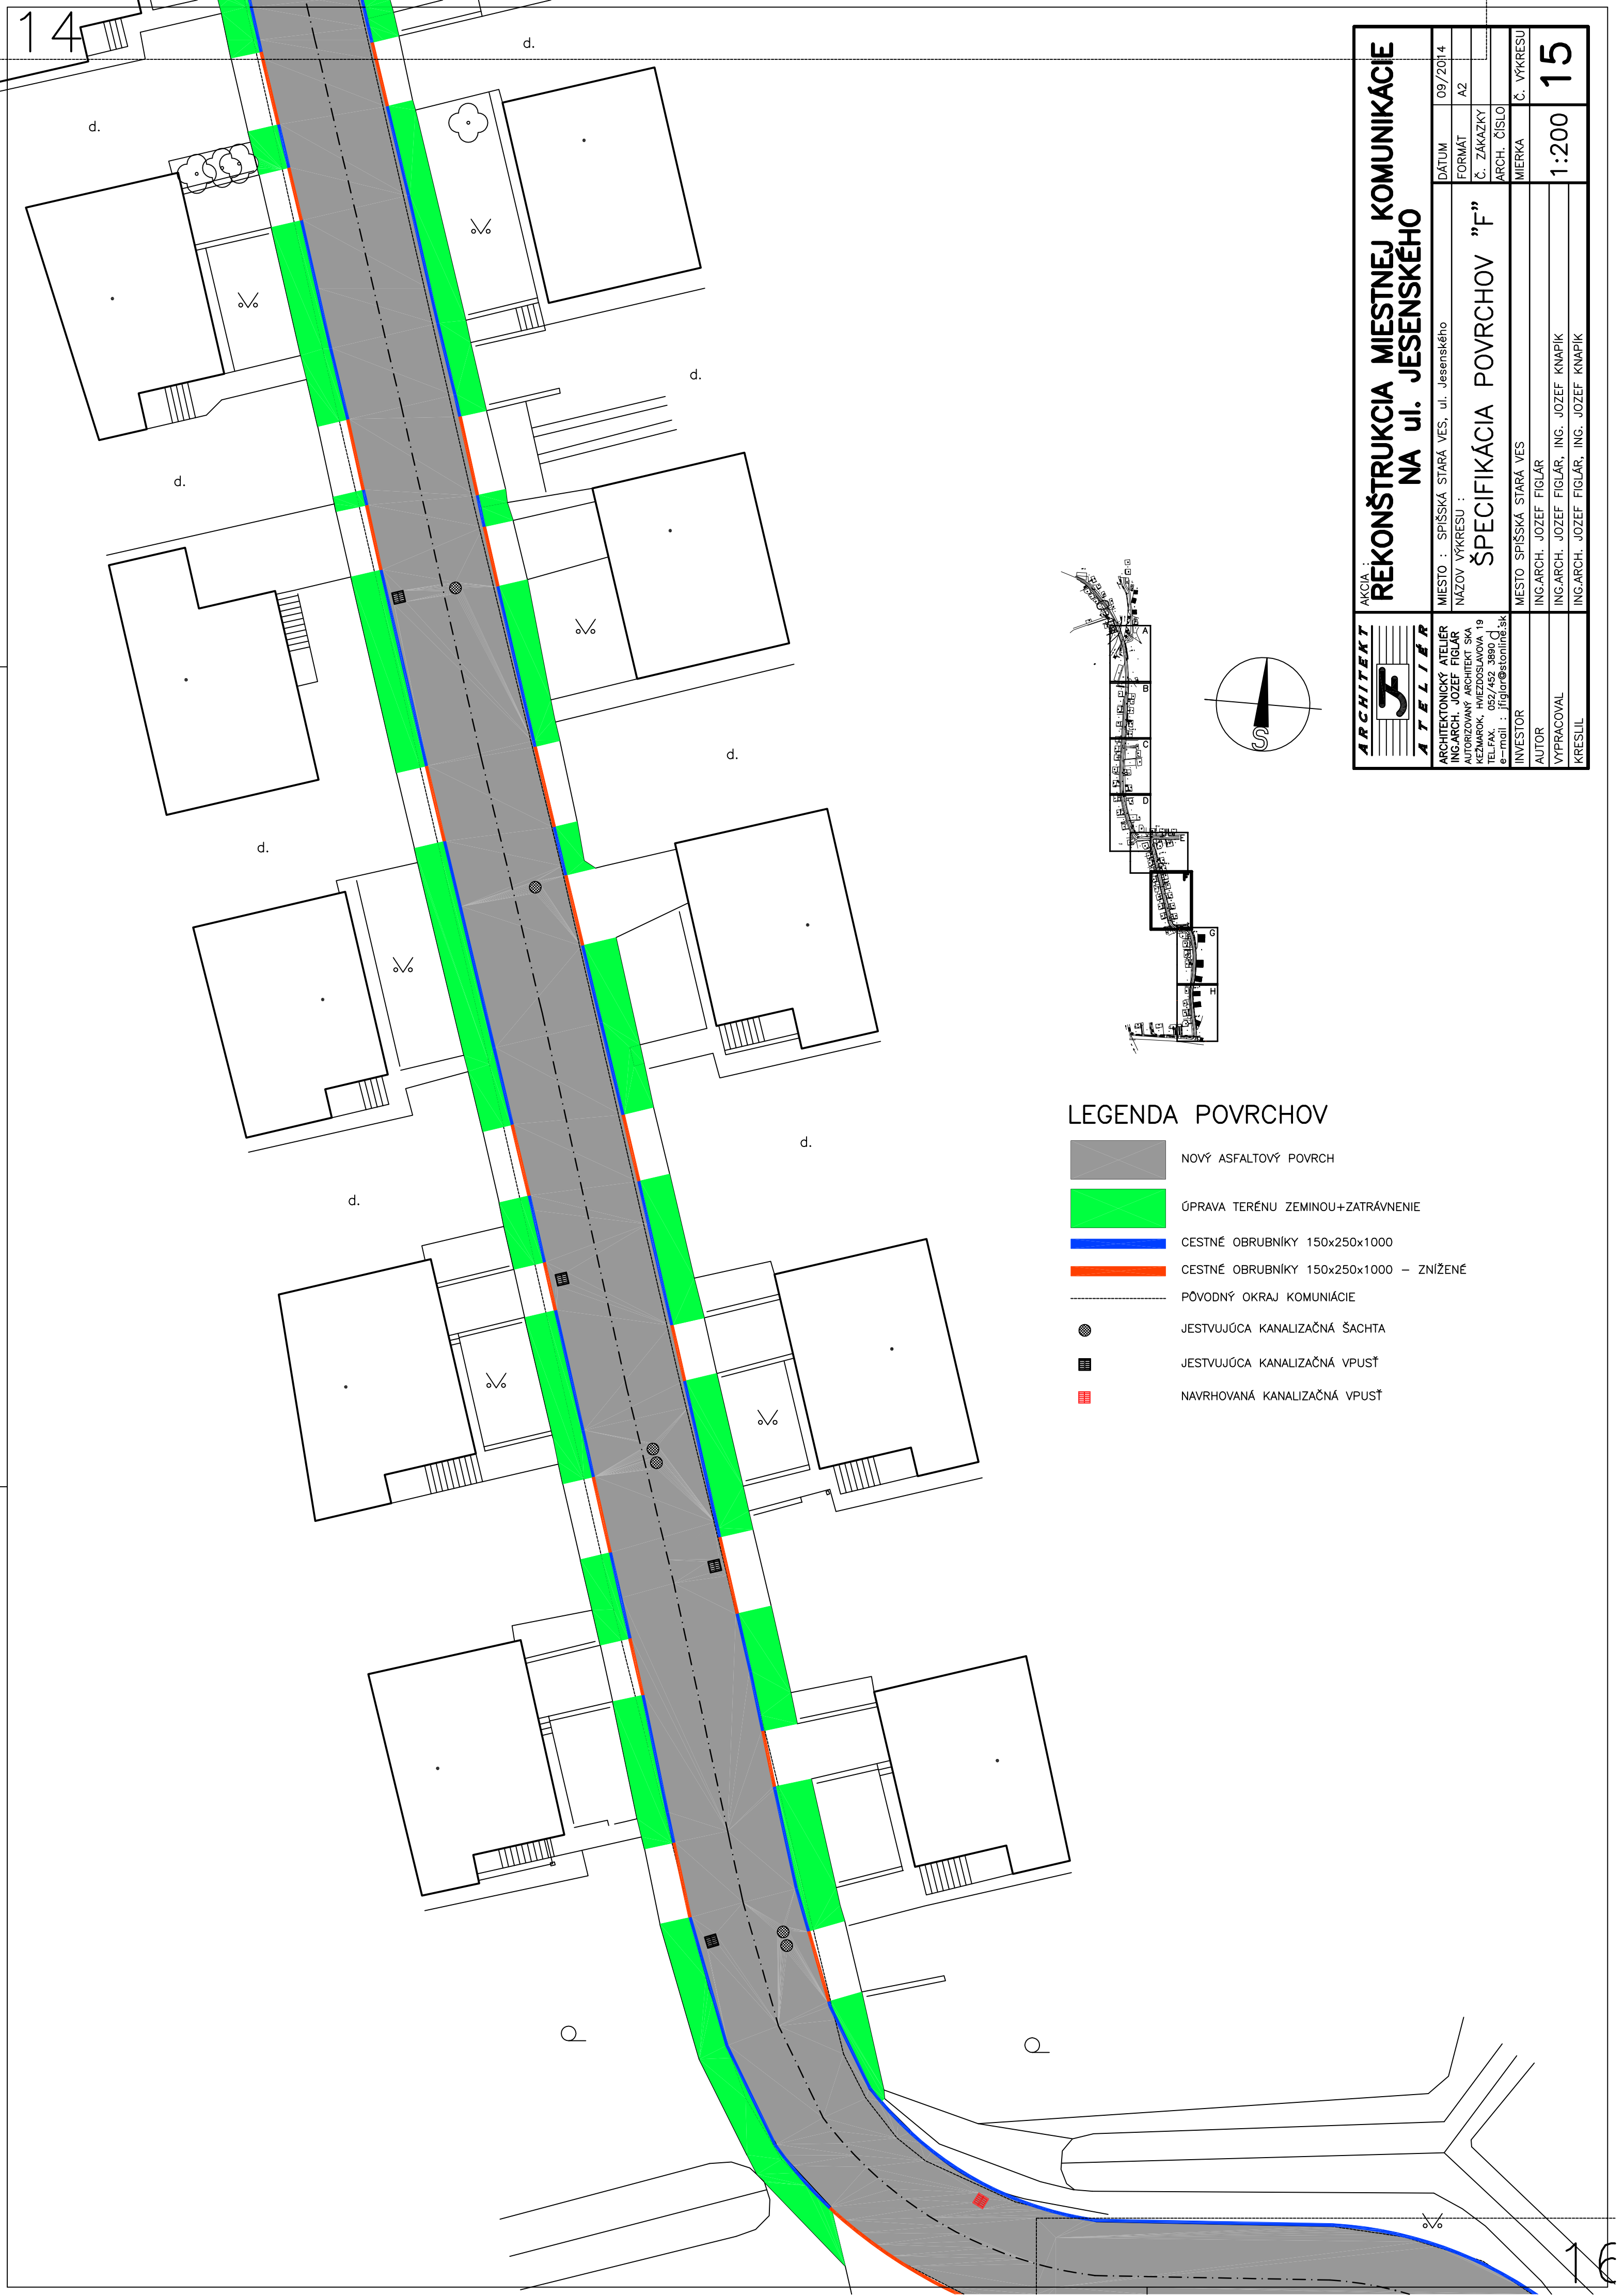 14
d.
d.
d.
d.
d.
d.
d.
d.
AKCIA :
REKONŠTRUKCIA MIESTNEJ KOMUNIKÁCIE
NA ul. JESENSKÉHO
MIESTO : SPIŠSKÁ STARÁ VES, ul. Jesenského
NÁZOV VÝKRESU :
ŠPECIFIKÁCIA POVRCHOV "F"
DÁTUM 09/2014
FORMÁT A2
Č. ZÁKAZKY
ARCH. ČÍSLO
MIERKA Č. VÝKRESU
1:200 15
ARCHITEKT
ATELIÉR
ARCHITEKTONICKÝ ATELIÉR
ING.ARCH. JOZEF FIGLÁR
AUTORIZOVANÝ ARCHITEKT SKA
KEŽMAROK, HVIEZDOSLAVOVA 19
TEL.FAX. 052/452 3890
d.
e-mail : jfiglar@stonline.sk
INVESTOR MESTO SPIŠSKÁ STARÁ VES
AUTOR ING.ARCH. JOZEF FIGLÁR
VYPRACOVAL ING.ARCH. JOZEF FIGLÁR, ING. JOZEF KNAPÍK
KRESLIL ING.ARCH. JOZEF FIGLÁR, ING. JOZEF KNAPÍK
A
B
C
D
E
F
G
H
S
LEGENDA POVRCHOV
NOVÝ ASFALTOVÝ POVRCH
ÚPRAVA TERÉNU ZEMINOU+ZATRÁVNENIE
CESTNÉ OBRUBNÍKY 150x250x1000
CESTNÉ OBRUBNÍKY 150x250x1000 – ZNÍŽENÉ
PÔVODNÝ OKRAJ KOMUNIÁCIE
JESTVUJÚCA KANALIZAČNÁ ŠACHTA
JESTVUJÚCA KANALIZAČNÁ VPUSŤ
NAVRHOVANÁ KANALIZAČNÁ VPUSŤ
16